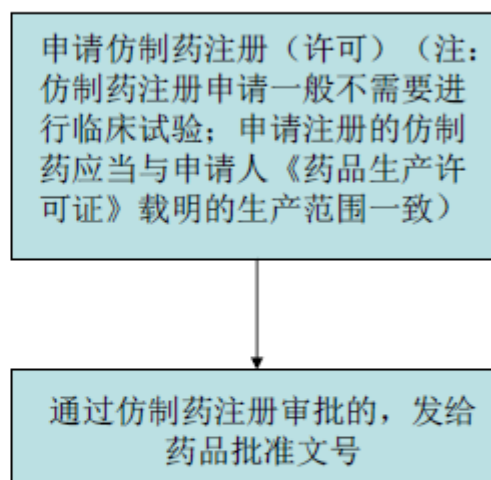 申请仿制药注册（许可）（注：
仿制药注册申请一般不需要进
行临床试验；申请注册的仿制
药应当与申请人《药品生产许
可证》载明的生产范围一致）
通过仿制药注册审批的，发给
药品批准文号